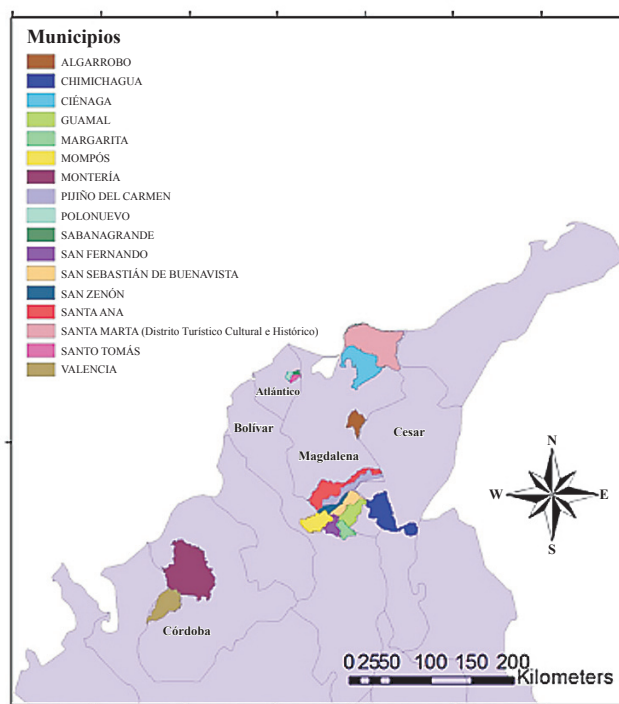 Municipios
ALGARROBO
CHIMICHAGUA
CIÉNAGA
GUAMAL
MARGARITA
MOMPÓS
MONTERÍA
PIJIÑO DEL CARMEN
POLONUEVO
SABANAGRANDE
SAN FERNANDO
SAN SEBASTIÁN DE BUENAVISTA
SAN ZENÓN
SANTA ANA
SANTA MARTA (Distrito Turístico Cultural e Histórico)
SANTO TOMÁS
VALENCIA
Atlántico
Bolívar
Cesar
Magdalena
Córdoba
N
W E
S
0 25 50 100 150 200
Kilometers